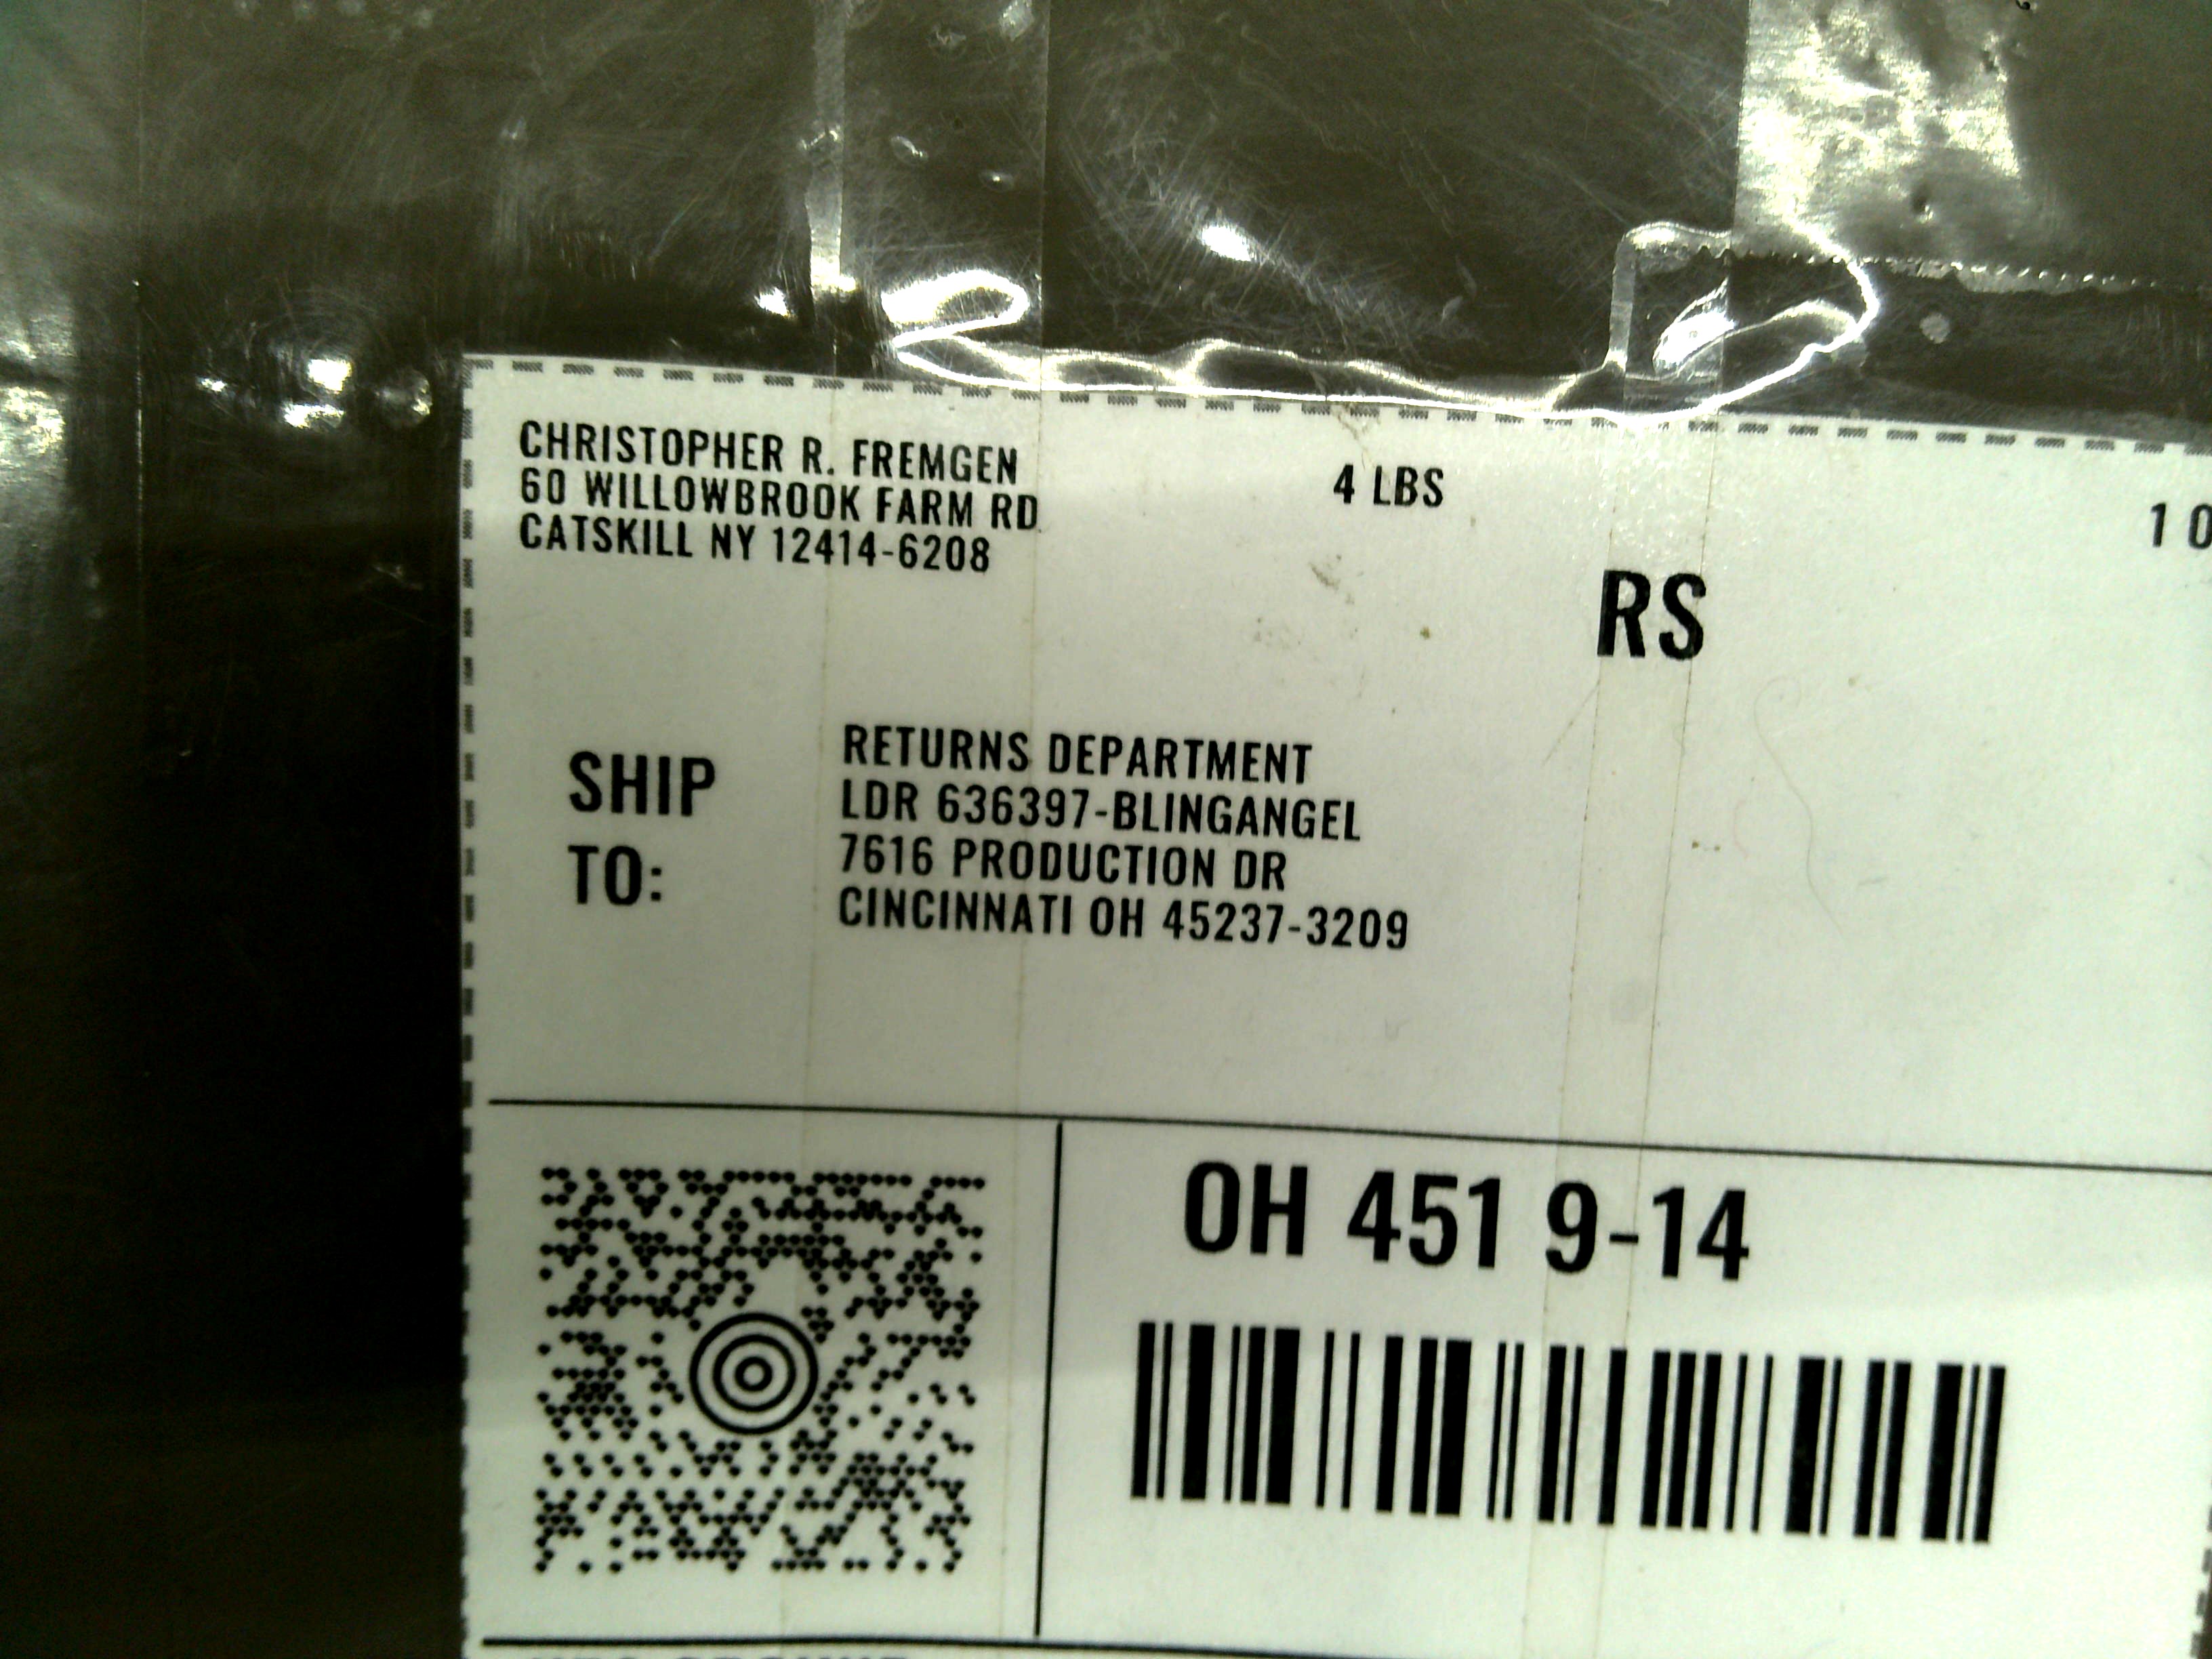 CHRISTOPHER R. FREMGEN
60 WILLOWBROOK FARM RD
CATSKILL NY 12414-6208
4 LBS
1 O
RS
SHIP TO:
RETURNS DEPARTMENT
LDR 636397-BLINGANGEL
7616 PRODUCTION DR
CINCINNATI OH 45237-3209
OH 451 9-14